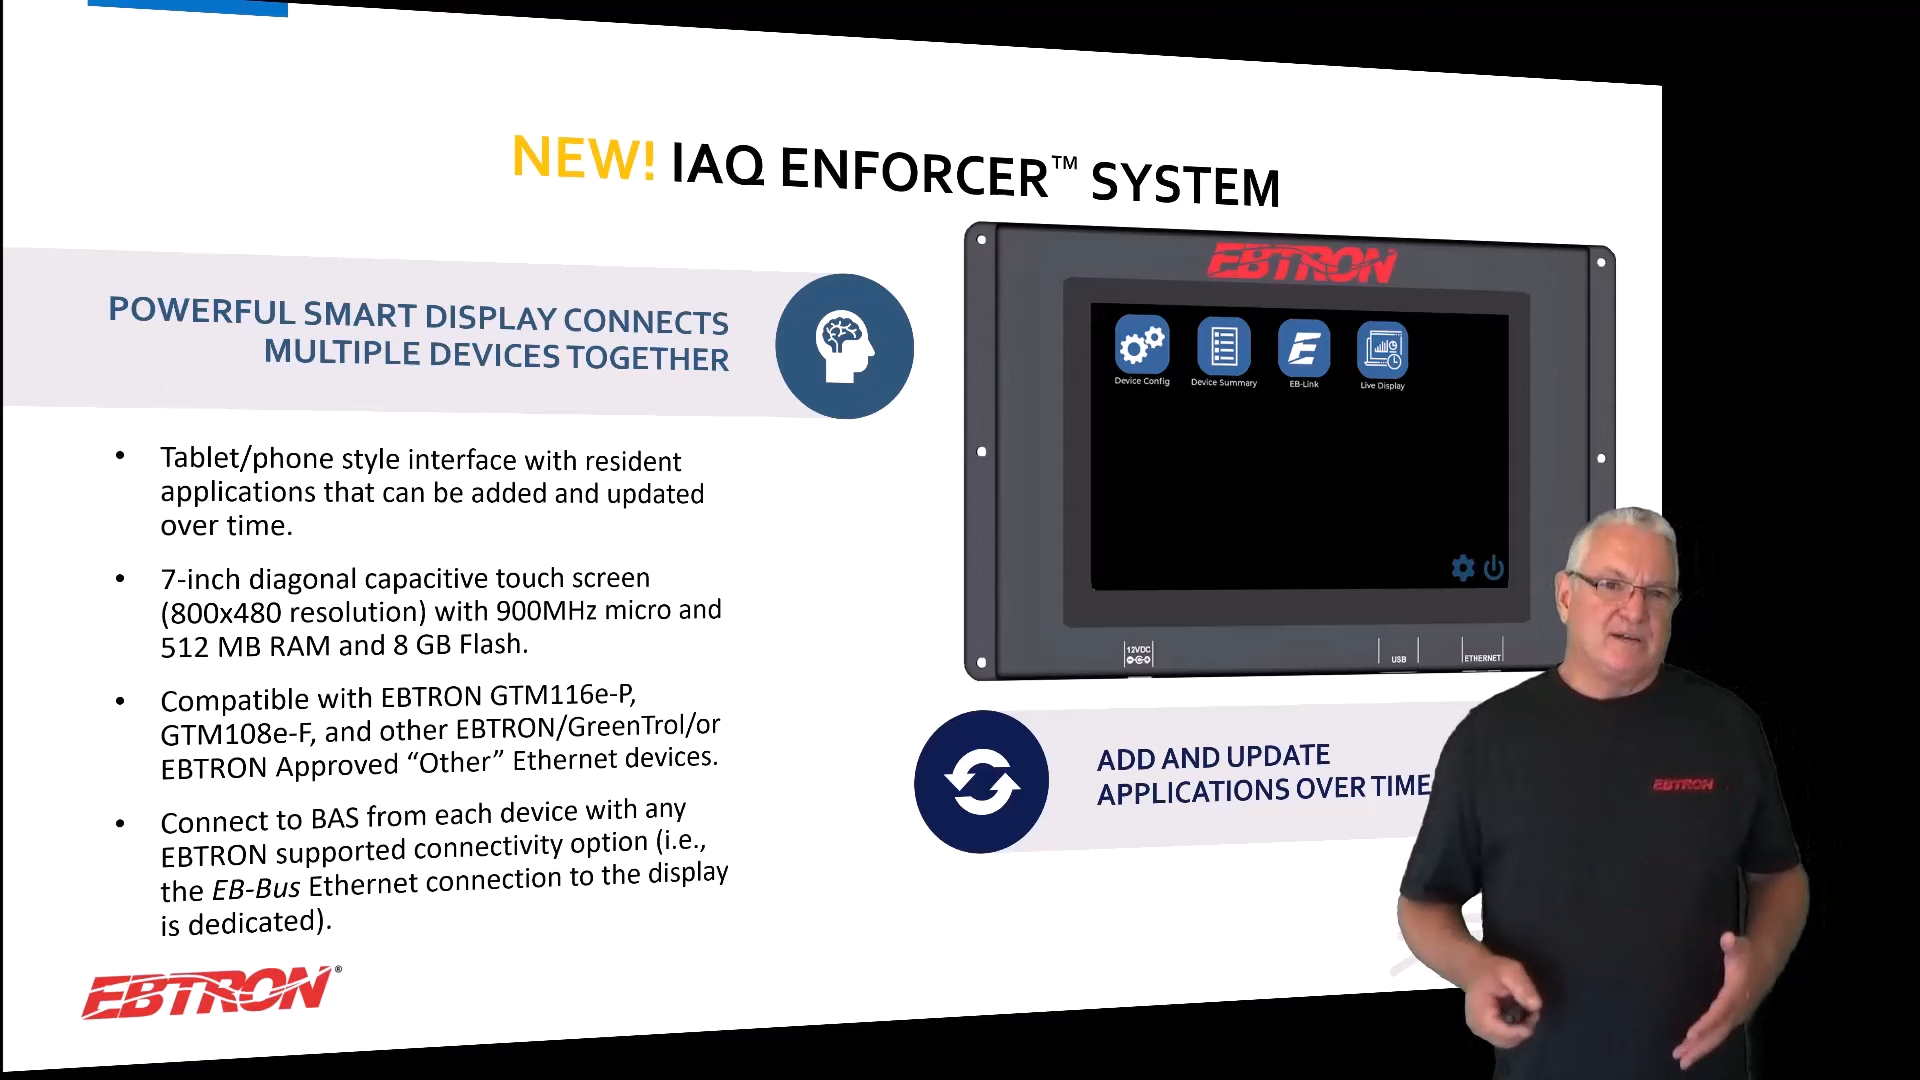 NEW! IAQ ENFORCER™ SYSTEM
POWERFUL SMART DISPLAY CONNECTS
MULTIPLE DEVICES TOGETHER
• Tablet/phone style interface with resident
applications that can be added and updated
over time.
• 7-inch diagonal capacitive touch screen
(800x480 resolution) with 900MHz micro and
512 MB RAM and 8 GB Flash.
• Compatible with EBTRON GTM116e-P,
GTM108e-F, and other EBTRON/GreenTrol/or
EBTRON Approved “Other” Ethernet devices.
• Connect to BAS from each device with any
EBTRON supported connectivity option (i.e.,
the EB-Bus Ethernet connection to the display
is dedicated).
EBTRON®
EBTRON
Device Config
Device Summary
EB-Link
Live Display
12VDC
USB
ETHERNET
ADD AND UPDATE
APPLICATIONS OVER TIME
EBTRON